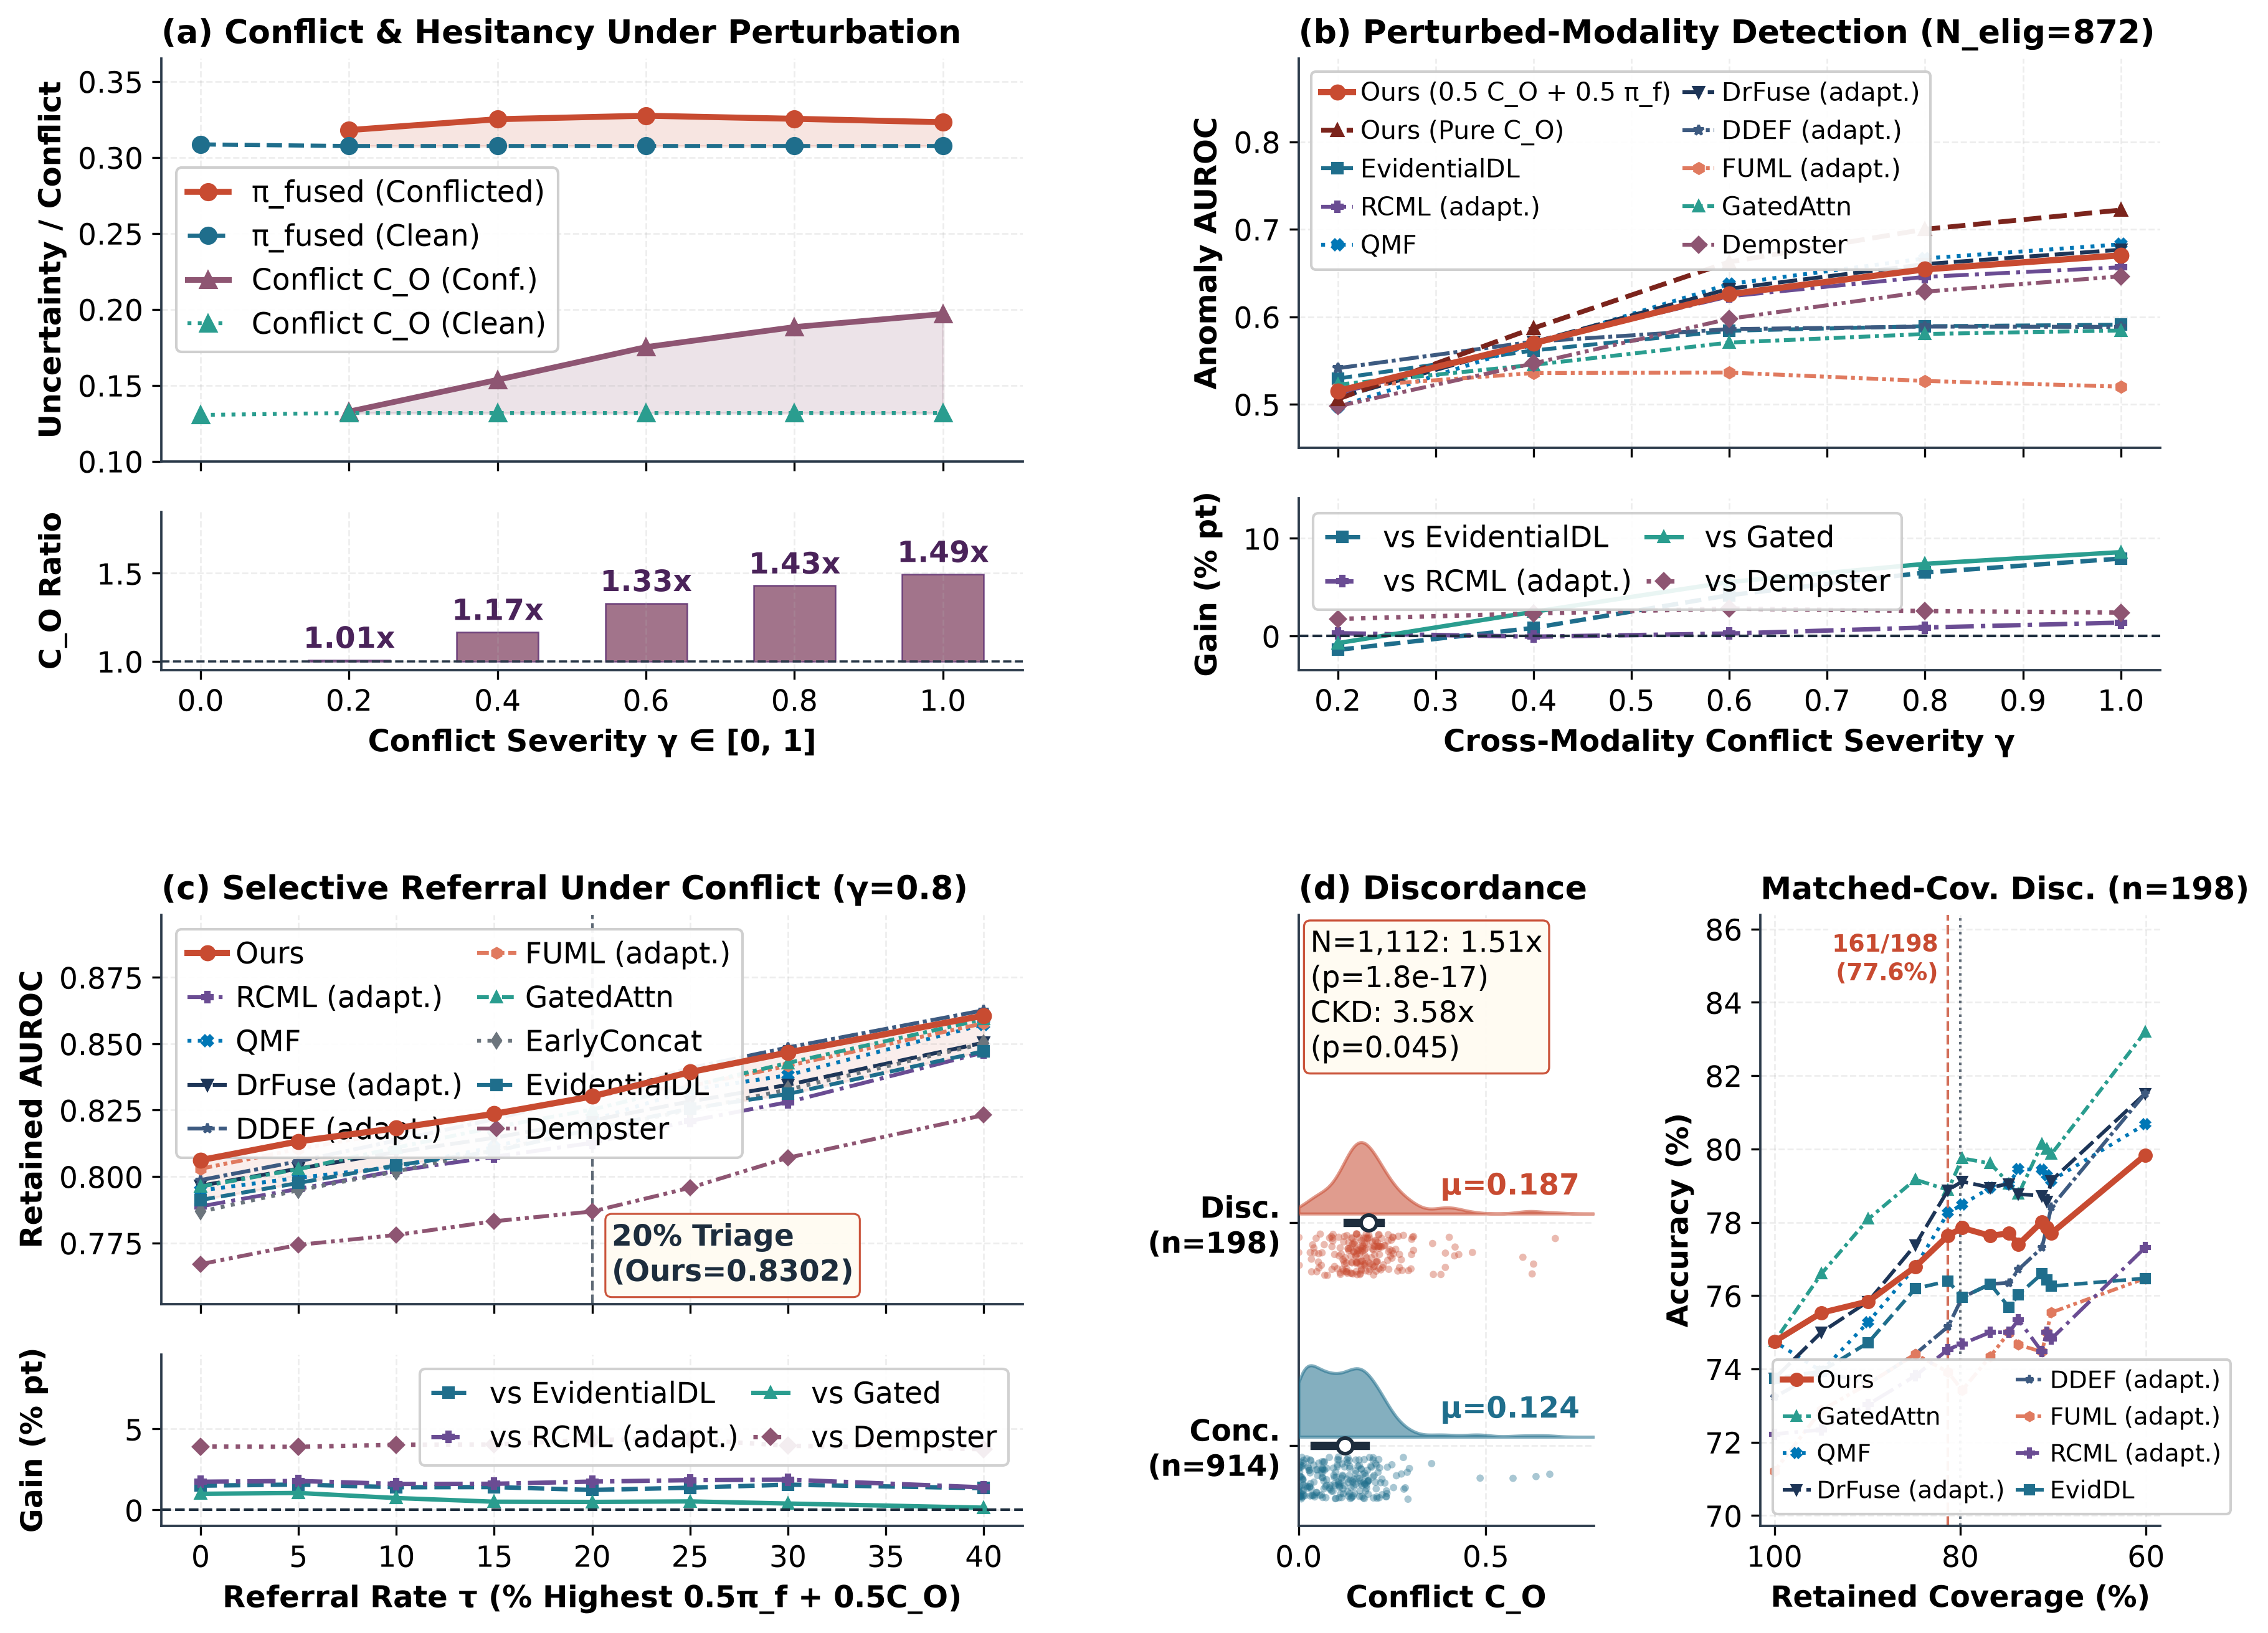 (a) Conflict & Hesitancy Under Perturbation
Uncertainty / Conflict
0.35
0.30
0.25
0.20
0.15
0.10
π_fused (Conflicted)
π_fused (Clean)
Conflict C_O (Conf.)
Conflict C_O (Clean)
C_O Ratio
1.5
1.0
1.01x
1.17x
1.33x
1.43x
1.49x
0.0 0.2 0.4 0.6 0.8 1.0
Conflict Severity γ ∈ [0, 1]
(b) Perturbed-Modality Detection (N_elig=872)
Anomaly AUROC
0.8
0.7
0.6
0.5
Ours (0.5 C_O + 0.5 π_f)
Ours (Pure C_O)
EvidentialDL
RCML (adapt.)
QMF
DrFuse (adapt.)
DDEF (adapt.)
FUML (adapt.)
GatedAttn
Dempster
Gain (% pt)
10
0
vs EvidentialDL
vs RCML (adapt.)
vs Gated
vs Dempster
0.2 0.3 0.4 0.5 0.6 0.7 0.8 0.9 1.0
Cross-Modality Conflict Severity γ
(c) Selective Referral Under Conflict (γ=0.8)
Retained AUROC
0.875
0.850
0.825
0.800
0.775
Ours
RCML (adapt.)
QMF
DrFuse (adapt.)
DDEF (adapt.)
FUML (adapt.)
GatedAttn
EarlyConcat
EvidentialDL
Dempster
20% Triage
(Ours=0.8302)
Gain (% pt)
5
0
vs EvidentialDL
vs RCML (adapt.)
vs Gated
vs Dempster
0 5 10 15 20 25 30 35 40
Referral Rate τ (% Highest 0.5π_f + 0.5C_O)
(d) Discordance
N=1,112: 1.51x
(p=1.8e-17)
CKD: 3.58x
(p=0.045)
Disc.
(n=198)
μ=0.187
Conc.
(n=914)
μ=0.124
0.0 0.5
Conflict C_O
Matched-Cov. Disc. (n=198)
Accuracy (%)
86
84
82
80
78
76
74
72
70
161/198
(77.6%)
Ours
GatedAttn
QMF
DrFuse (adapt.)
DDEF (adapt.)
FUML (adapt.)
RCML (adapt.)
EvidDL
100 80 60
Retained Coverage (%)